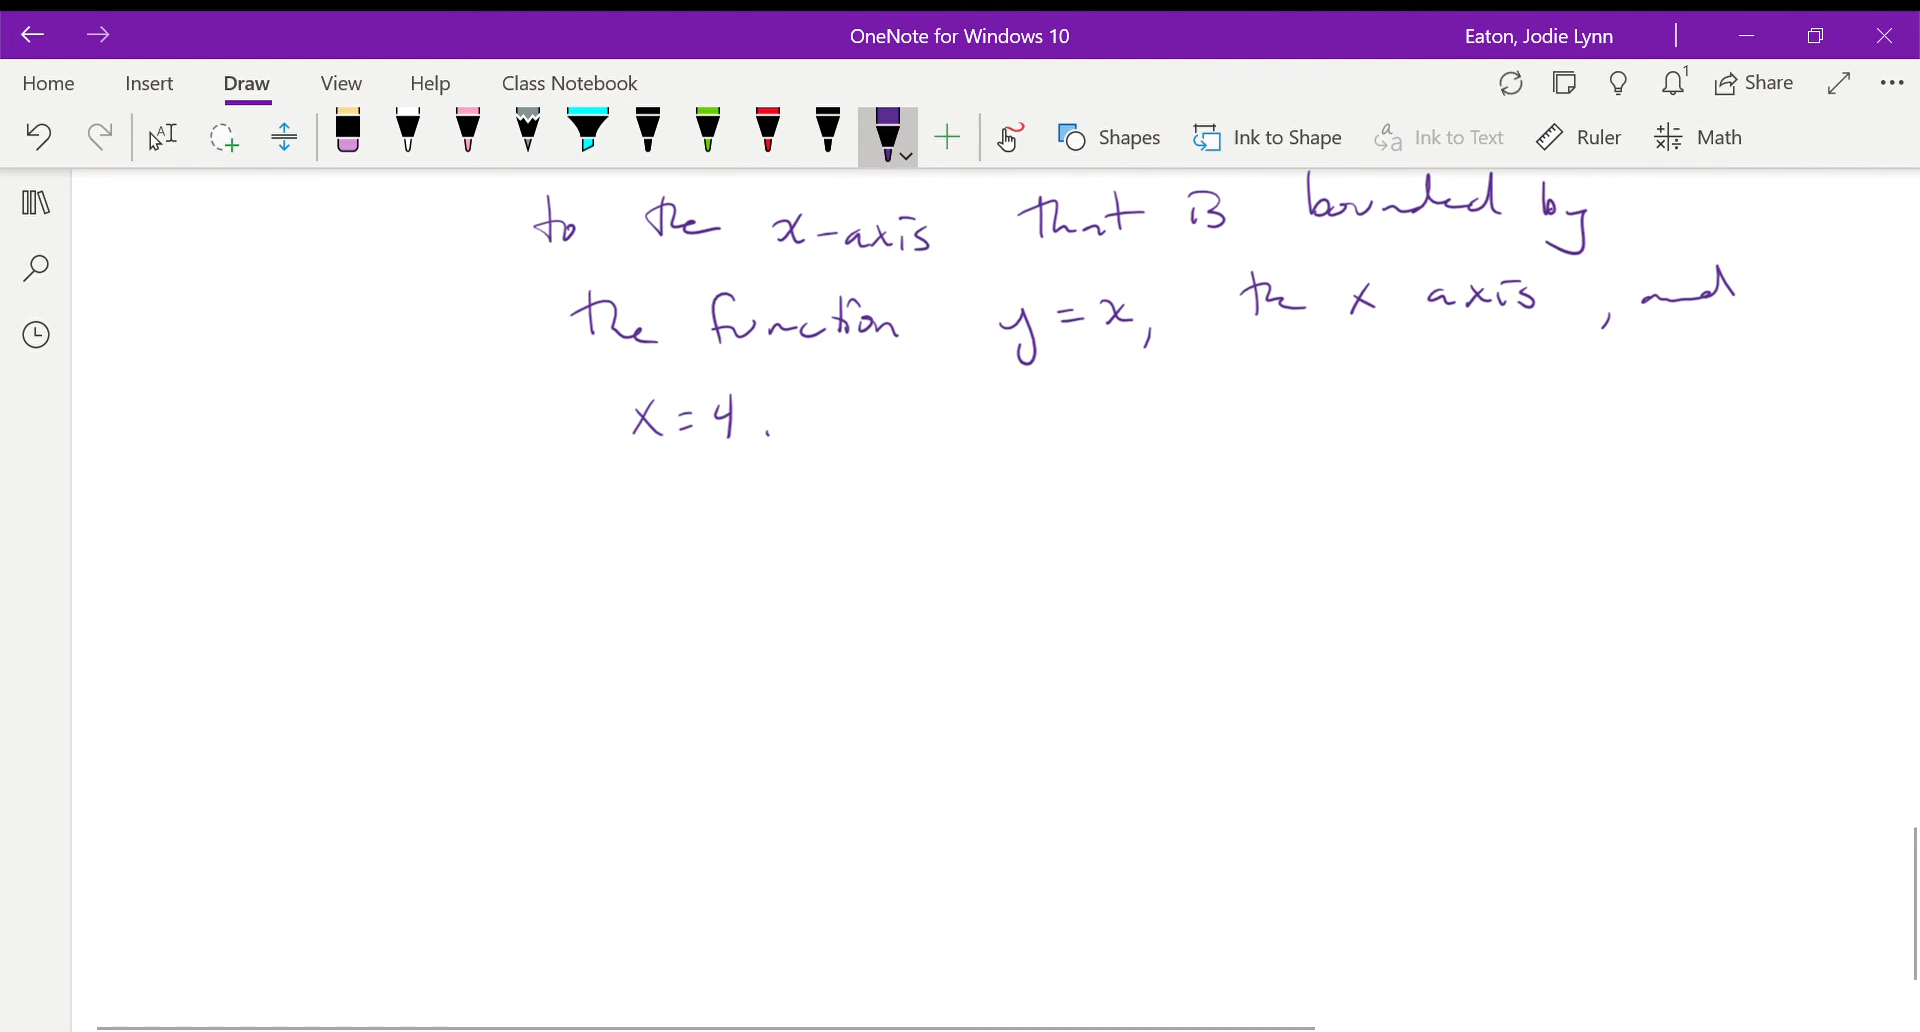 OneNote for Windows 10
Eaton, Jodie Lynn
Home Insert Draw View Help Class Notebook
1 Share
Shapes Ink to Shape Ink to Text Ruler Math
to the x-axis that is bounded by
the function y = x, the x axis, and
x = 4.